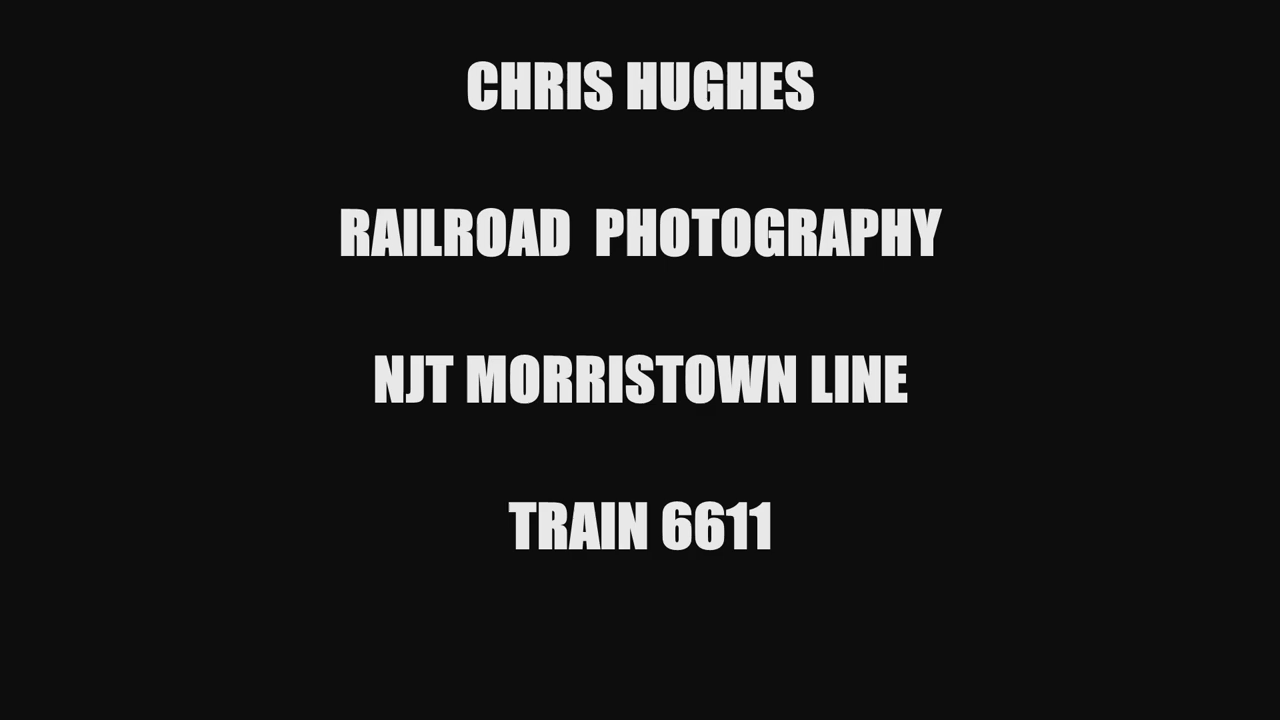 CHRIS HUGHES
RAILROAD  PHOTOGRAPHY
NJT MORRISTOWN LINE
TRAIN 6611